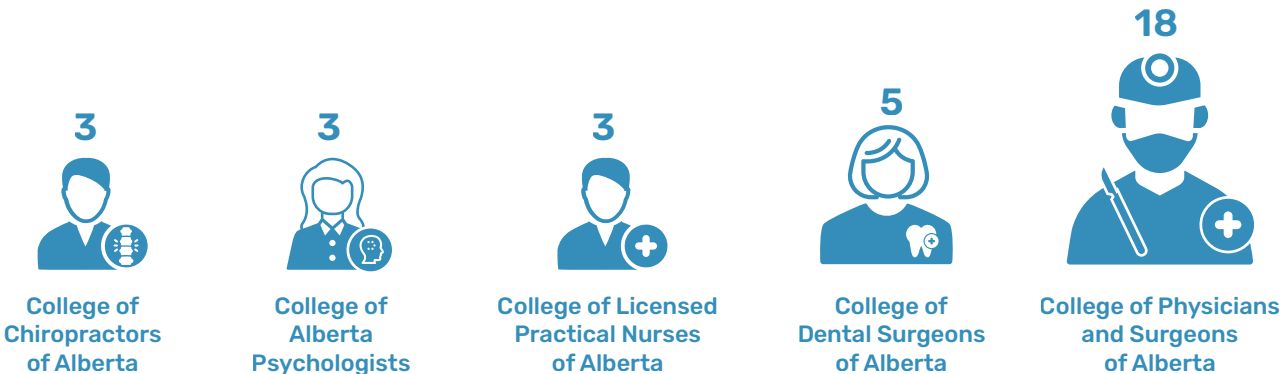 3
College of
Chiropractors
of Alberta
3
College of
Alberta
Psychologists
3
College of Licensed
Practical Nurses
of Alberta
5
College of
Dental Surgeons
of Alberta
18
College of Physicians
and Surgeons
of Alberta